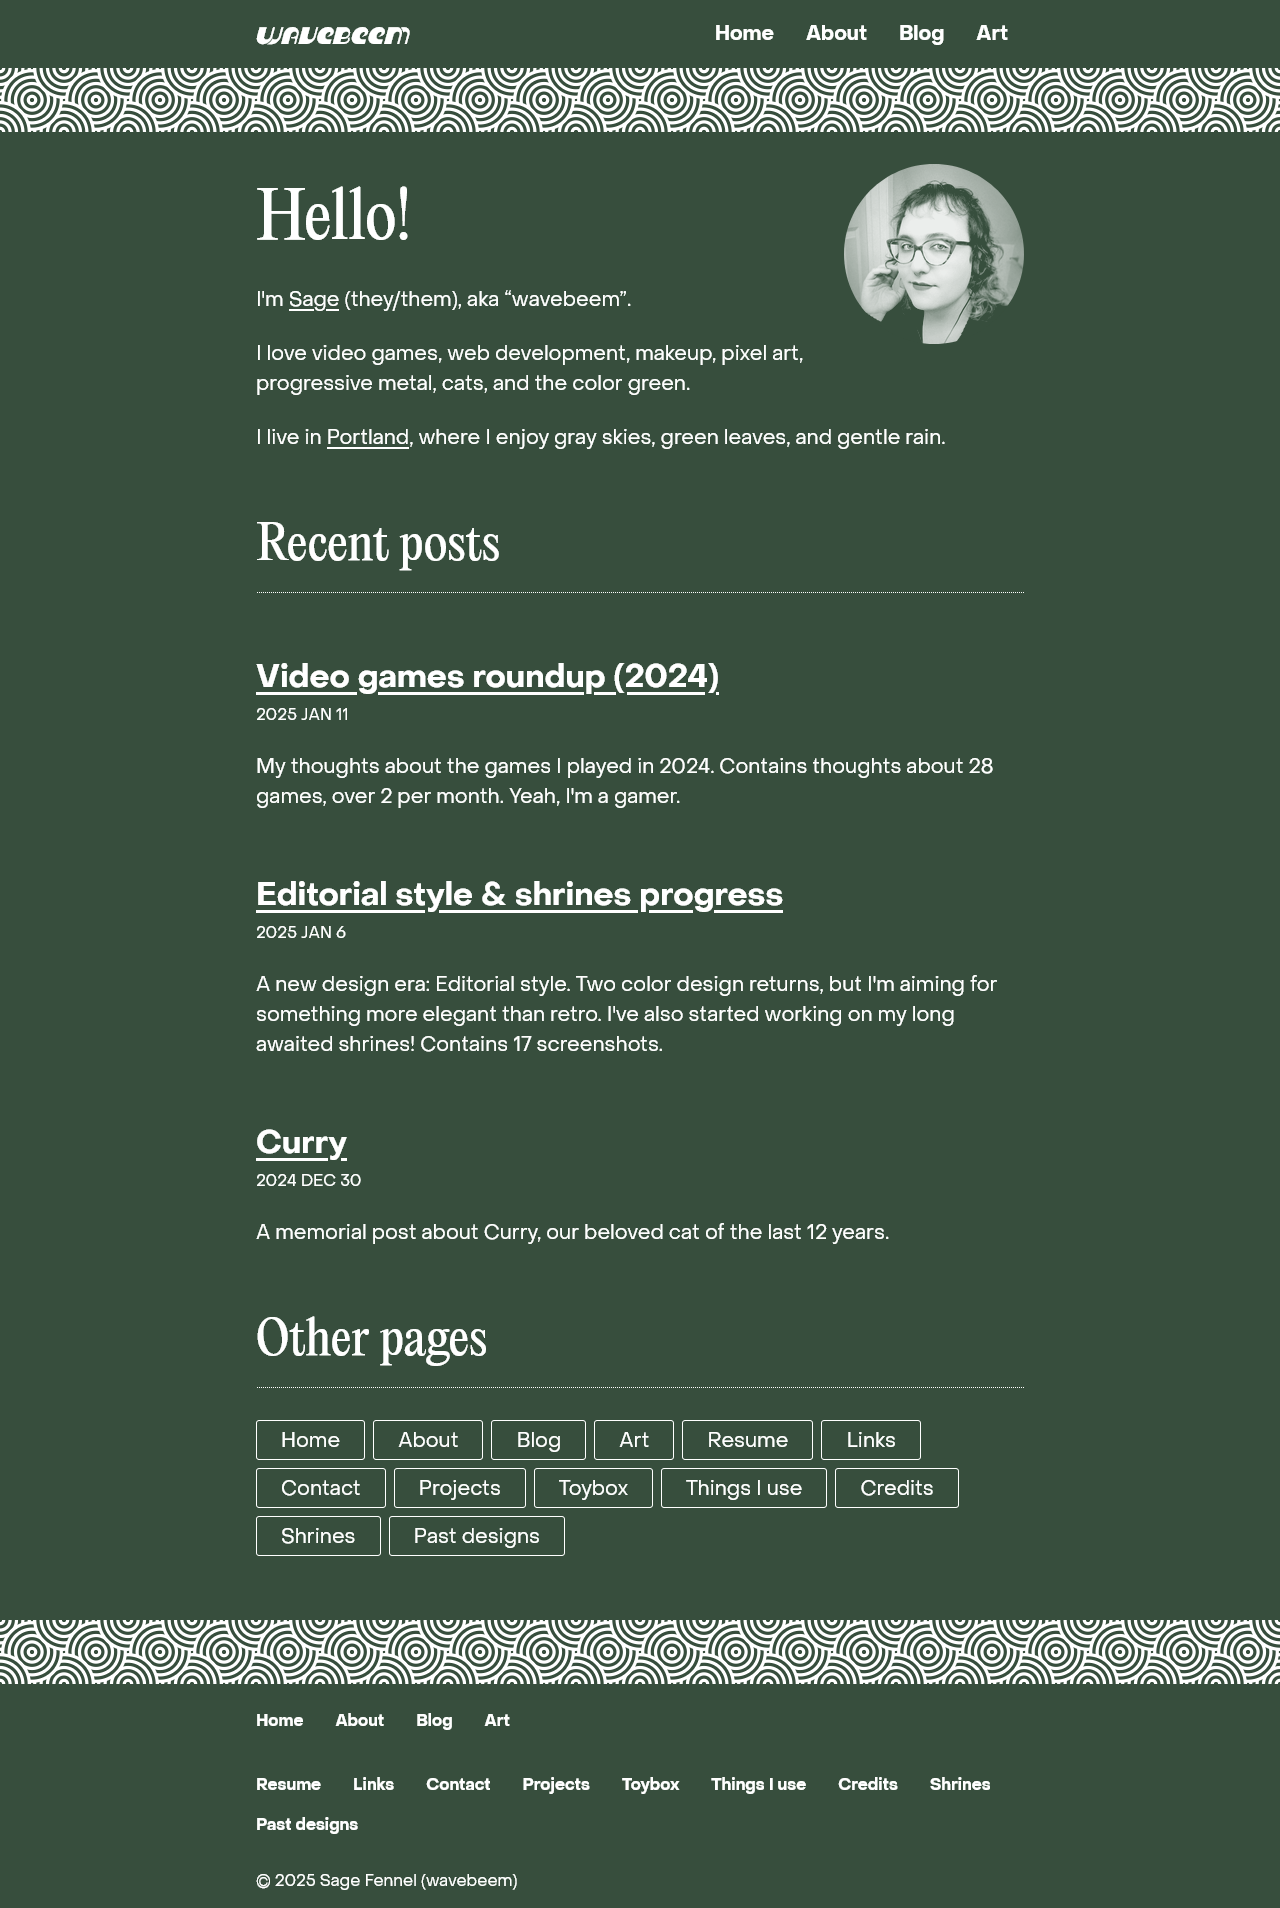 wavebeem
Home About Blog Art
Hello!
I'm Sage (they/them), aka “wavebeem”.
I love video games, web development, makeup, pixel art,
progressive metal, cats, and the color green.
I live in Portland, where I enjoy gray skies, green leaves, and gentle rain.
Recent posts
Video games roundup (2024)
2025 JAN 11
My thoughts about the games I played in 2024. Contains thoughts about 28
games, over 2 per month. Yeah, I'm a gamer.
Editorial style & shrines progress
2025 JAN 6
A new design era: Editorial style. Two color design returns, but I'm aiming for
something more elegant than retro. I've also started working on my long
awaited shrines! Contains 17 screenshots.
Curry
2024 DEC 30
A memorial post about Curry, our beloved cat of the last 12 years.
Other pages
Home About Blog Art Resume Links
Contact Projects Toybox Things I use Credits
Shrines Past designs
Home About Blog Art
Resume Links Contact Projects Toybox Things I use Credits Shrines
Past designs
© 2025 Sage Fennel (wavebeem)